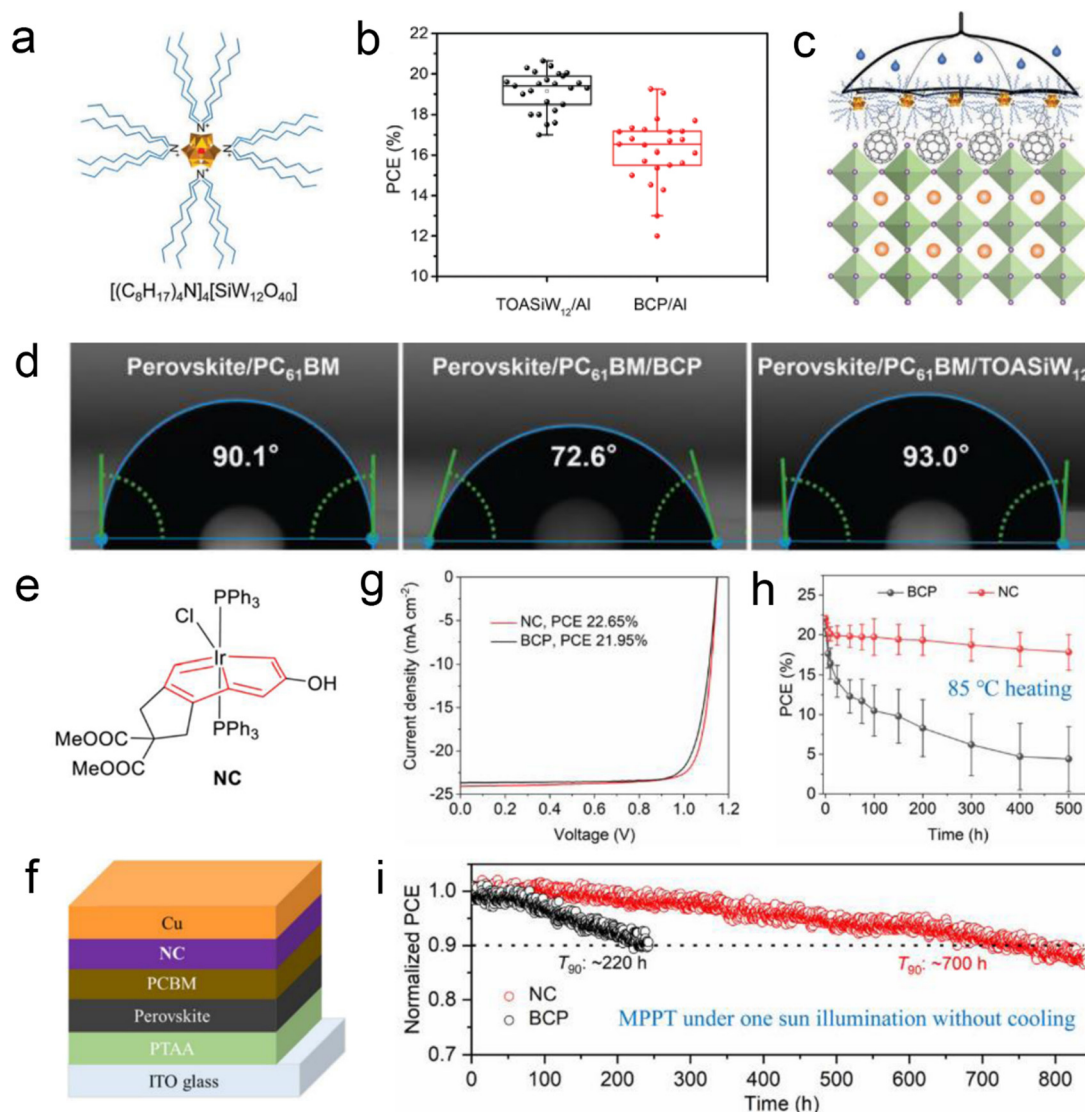 a
N⁺
N⁺
N⁺
N⁺
[(C₈H₁₇)₄N]₄[SiW₁₂O₄₀]
b
PCE (%)
22
20
18
16
14
12
10
TOASiW₁₂/Al
BCP/Al
c
d
Perovskite/PC₆₁BM
90.1°
Perovskite/PC₆₁BM/BCP
72.6°
Perovskite/PC₆₁BM/TOASiW₁₂
93.0°
e
PPh₃
Cl
Ir
OH
PPh₃
MeOOC
MeOOC
NC
g
Current density (mA cm⁻²)
0
-5
-10
-15
-20
-25
NC, PCE 22.65%
BCP, PCE 21.95%
0.0
0.2
0.4
0.6
0.8
1.0
1.2
Voltage (V)
h
PCE (%)
25
20
15
10
5
0
BCP
NC
85 °C heating
0
100
200
300
400
500
Time (h)
f
Cu
NC
PCBM
Perovskite
PTAA
ITO glass
i
Normalized PCE
1.0
0.9
0.8
0.7
T₉₀: ~220 h
T₉₀: ~700 h
NC
BCP
MPPT under one sun illumination without cooling
0
100
200
300
400
500
600
700
800
Time (h)